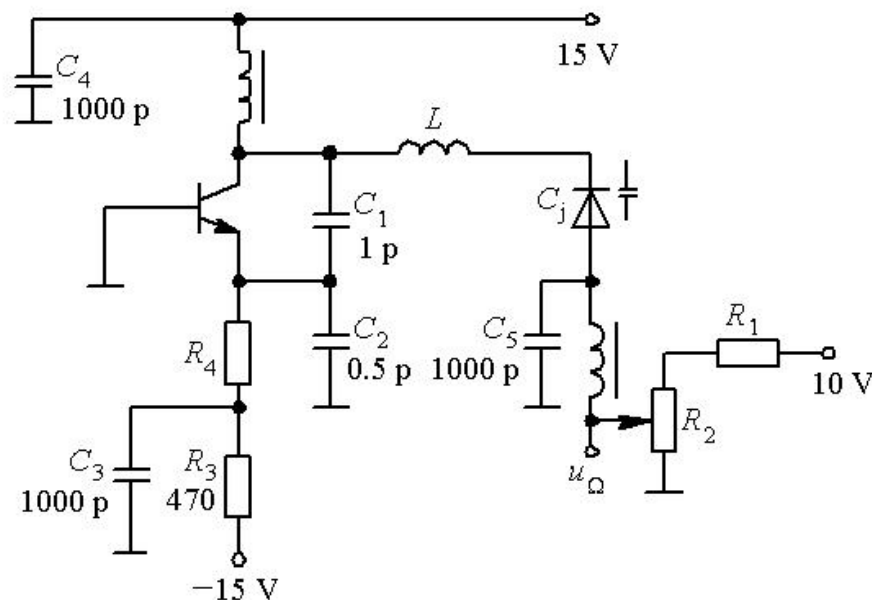 15 V
C₄
1000 p
L
C₁
1 p
Cⱼ
R₄
C₂
0.5 p
C₅
1000 p
R₁
10 V
R₂
C₃
1000 p
R₃
470
u_Ω
−15 V